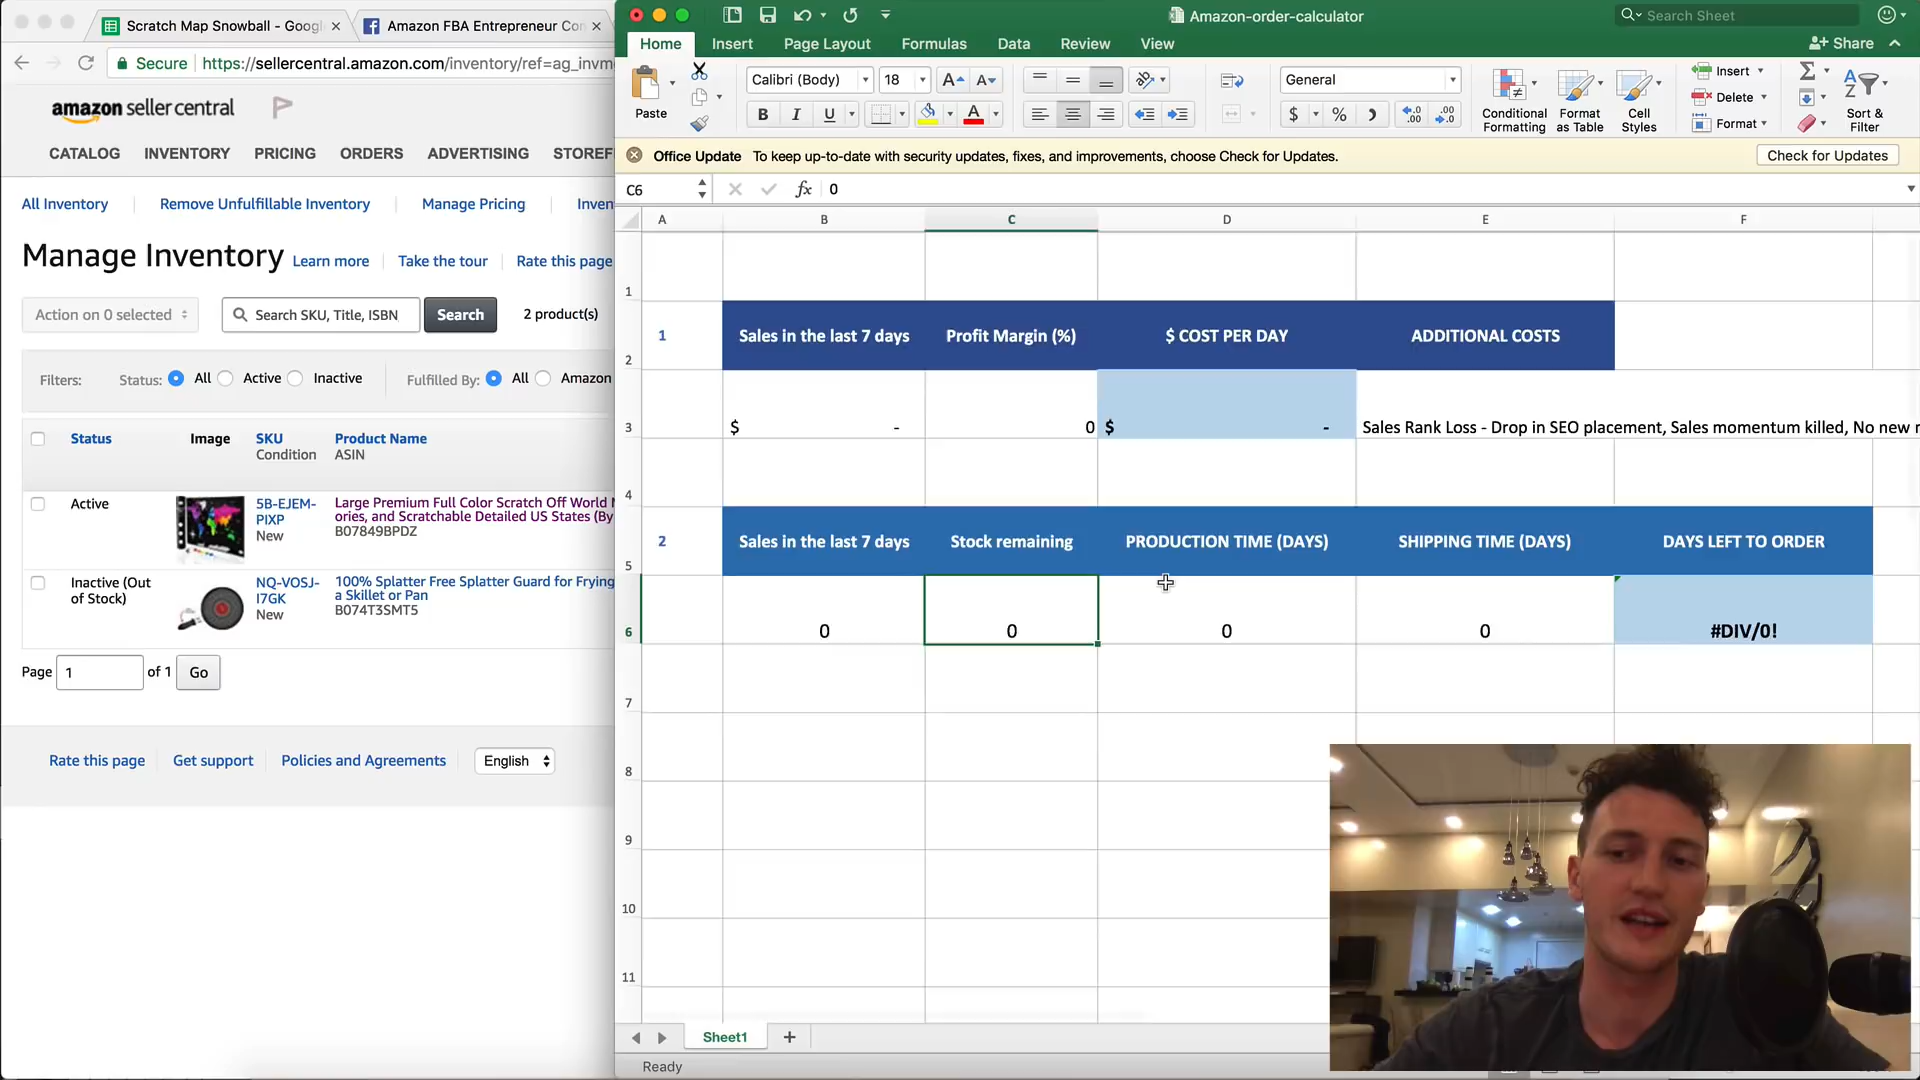 Scratch Map Snowball - Googl
Amazon FBA Entrepreneur Con
Secure https://sellercentral.amazon.com/inventory/ref=ag_invm
amazon seller central
CATALOG INVENTORY PRICING ORDERS ADVERTISING STOREF
All Inventory Remove Unfulfillable Inventory Manage Pricing Inven
Manage Inventory Learn more Take the tour Rate this page
Action on 0 selected Search SKU, Title, ISBN Search 2 product(s)
Filters: Status: All Active Inactive Fulfilled By: All Amazon
Status Image SKU Product Name
Condition ASIN
Active 5B-EJEM-PIXP New Large Premium Full Color Scratch Off World M
ories, and Scratchable Detailed US States (By
B07849BPDZ
Inactive (Out of Stock) NQ-VOSJ-I7GK New 100% Splatter Free Splatter Guard for Frying
a Skillet or Pan
B074T3SMT5
Page 1 of 1 Go
Rate this page Get support Policies and Agreements English
Amazon-order-calculator
Search Sheet
Home Insert Page Layout Formulas Data Review View Share
Paste Calibri (Body) 18 A A General Insert
B I U A $ % Conditional Formatting Format as Table Cell Styles Delete Format Sort & Filter
Office Update To keep up-to-date with security updates, fixes, and improvements, choose Check for Updates. Check for Updates
C6 fx 0
A B C D E F
1
1 Sales in the last 7 days Profit Margin (%) $ COST PER DAY ADDITIONAL COSTS
2
3 $ - 0 $ - Sales Rank Loss - Drop in SEO placement, Sales momentum killed, No new r
4
2 Sales in the last 7 days Stock remaining PRODUCTION TIME (DAYS) SHIPPING TIME (DAYS) DAYS LEFT TO ORDER
5
6 0 0 0 0 #DIV/0!
7
8
9
10
11
Sheet1 +
Ready